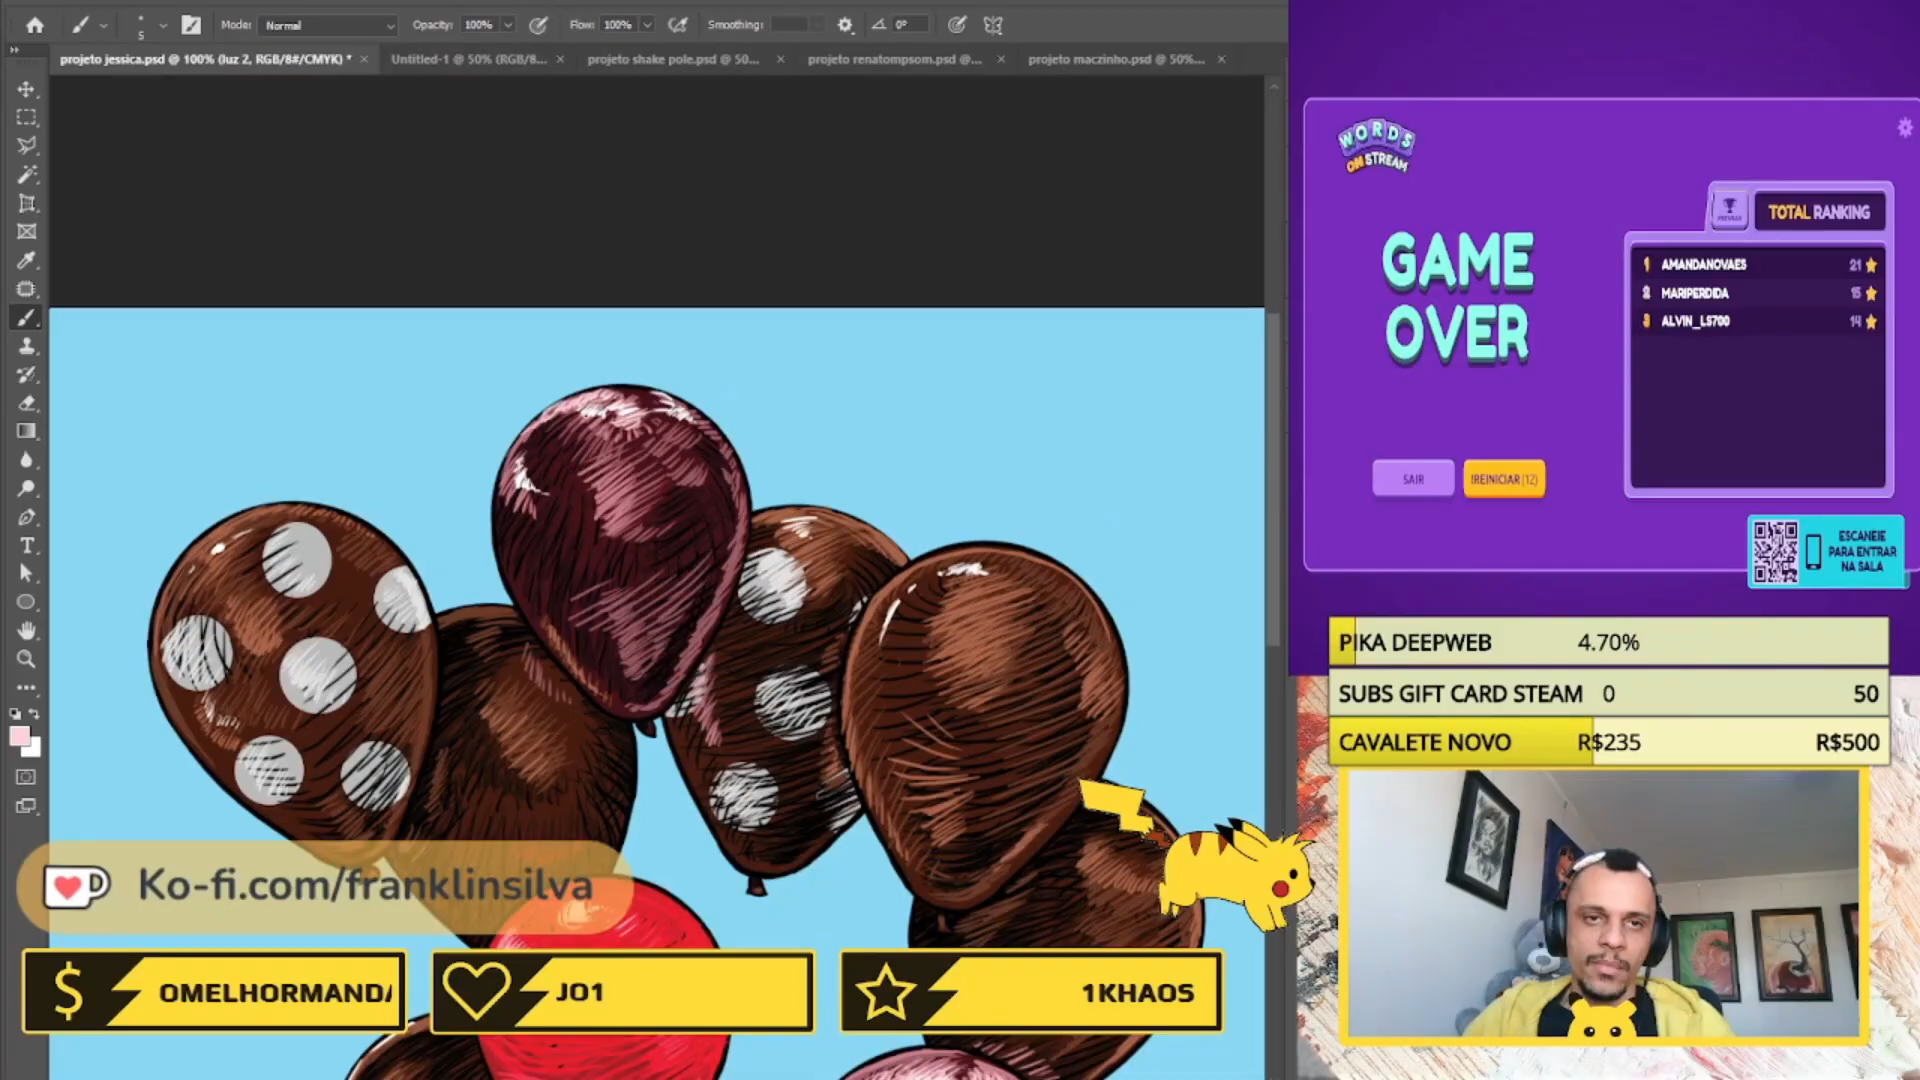 5
Mode: Normal
Opacity: 100%
Flow: 100%
Smoothing:
0°
projeto jessica.psd @ 100% (luz 2, RGB/8#/CMYK) *
Untitled-1 @ 50% (RGB/8...
projeto shake pole.psd @ 50...
projeto renatompsom.psd @...
projeto maczinho.psd @ 50%...
WORDS
ON STREAM
GAME
OVER
TOTAL RANKING
1 AMANDANOVAES 21
2 MARIPERDIDA 15
3 ALVIN_LS700 14
SAIR
IREINICIAR (12)
ESCANEIE
PARA ENTRAR
NA SALA
PIKA DEEPWEB 4.70%
SUBS GIFT CARD STEAM 0 50
CAVALETE NOVO R$235 R$500
Ko-fi.com/franklinsilva
$ OMELHORMANDA
JO1
1KHAOS